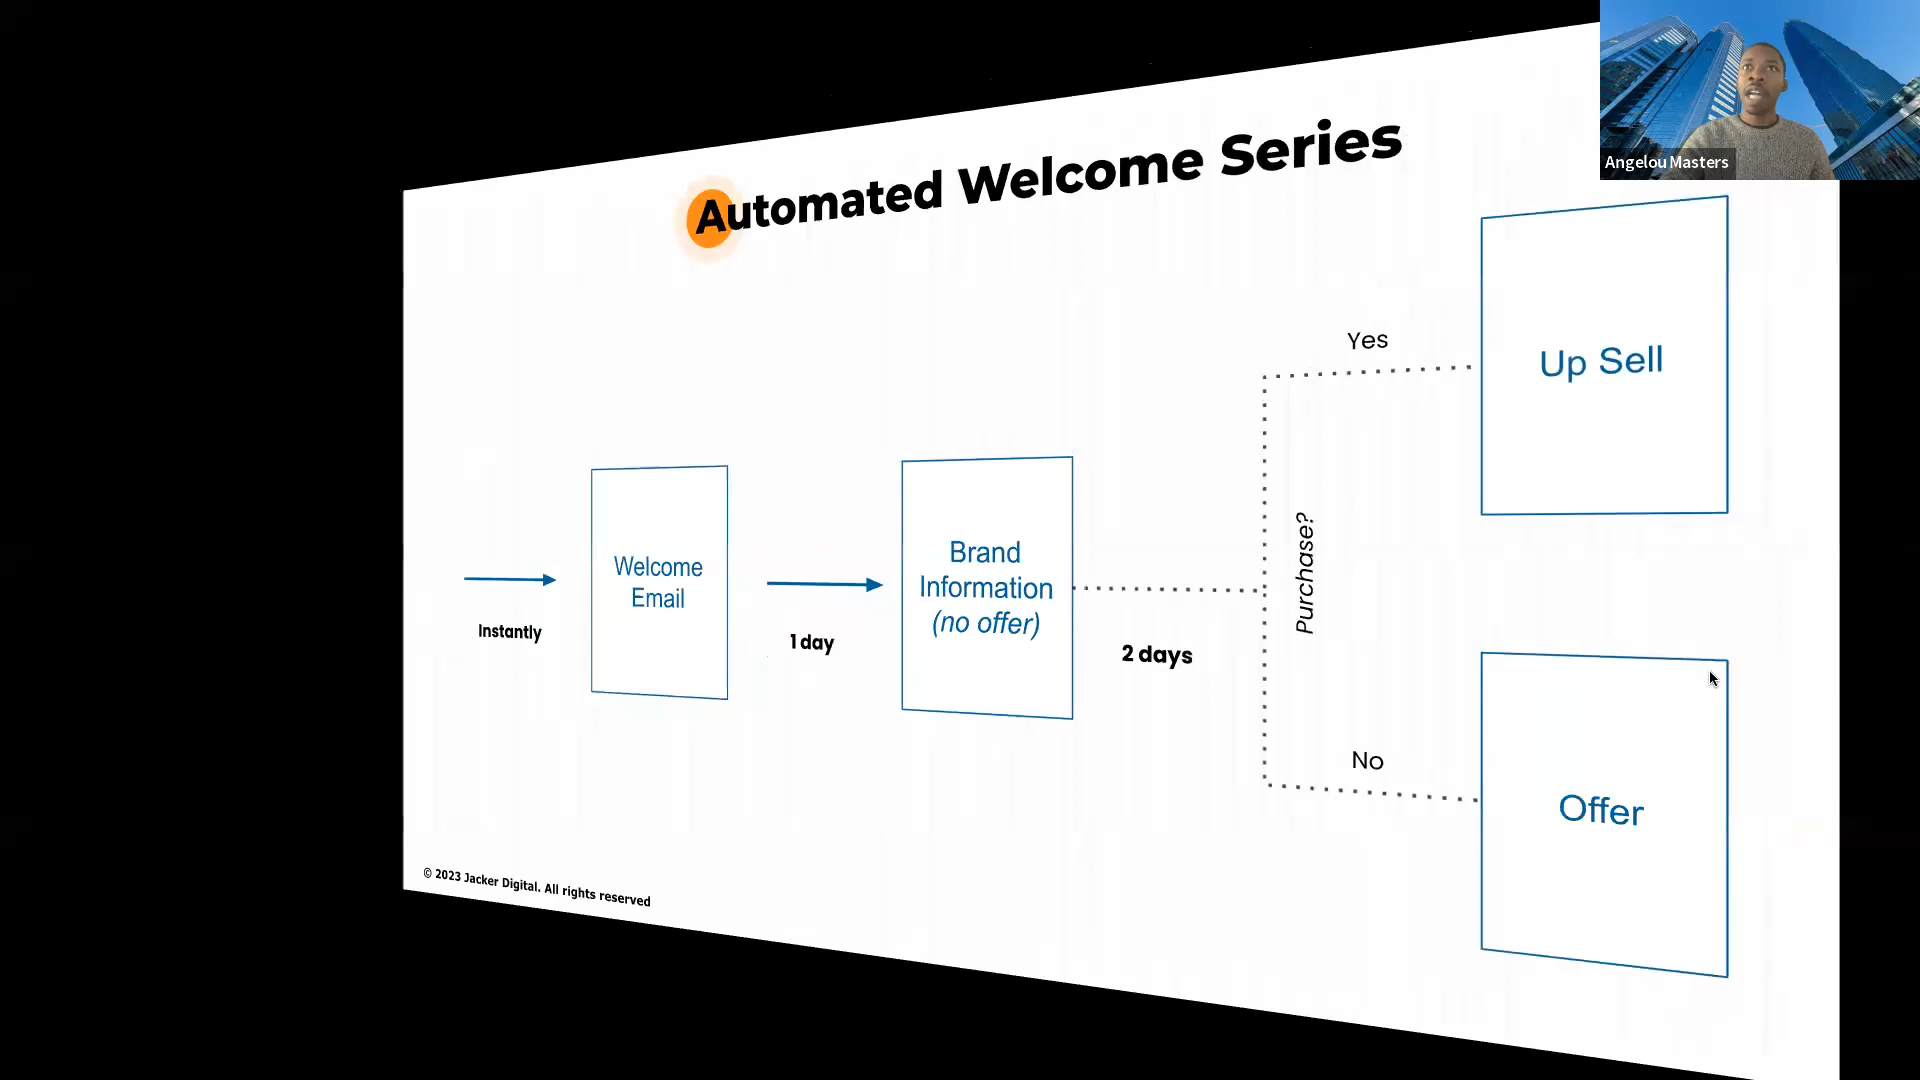 Automated Welcome Series
Angelou Masters
Instantly
Welcome
Email
1 day
Brand
Information
(no offer)
2 days
Purchase?
Yes
Up Sell
No
Offer
© 2023 Jacker Digital. All rights reserved